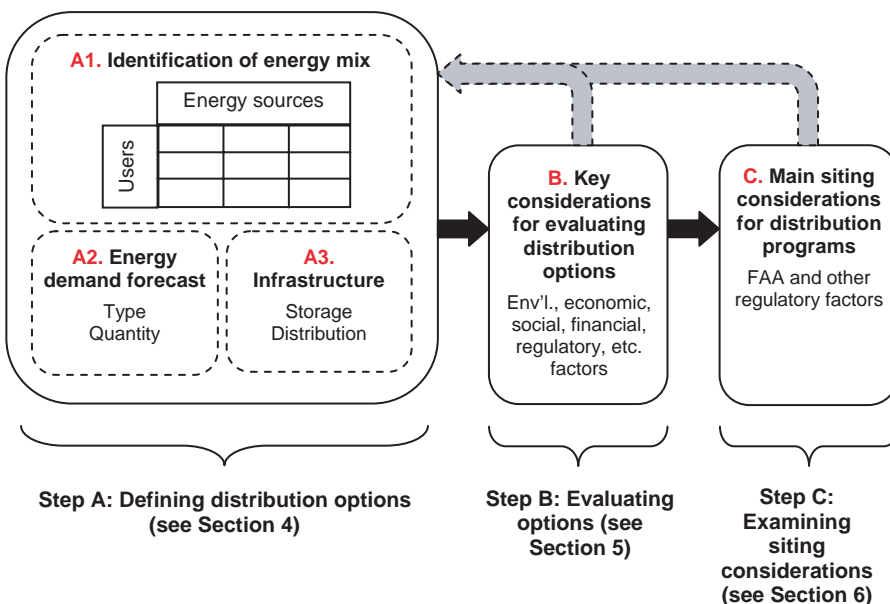 A1. Identification of energy mix
Energy sources
Users
A2. Energy
demand forecast
Type
Quantity
A3.
Infrastructure
Storage
Distribution
B. Key
considerations
for evaluating
distribution
options
Env'l., economic,
social, financial,
regulatory, etc.
factors
C. Main siting
considerations
for distribution
programs
FAA and other
regulatory factors
Step A: Defining distribution options
(see Section 4)
Step B: Evaluating
options (see
Section 5)
Step C:
Examining
siting
considerations
(see Section 6)